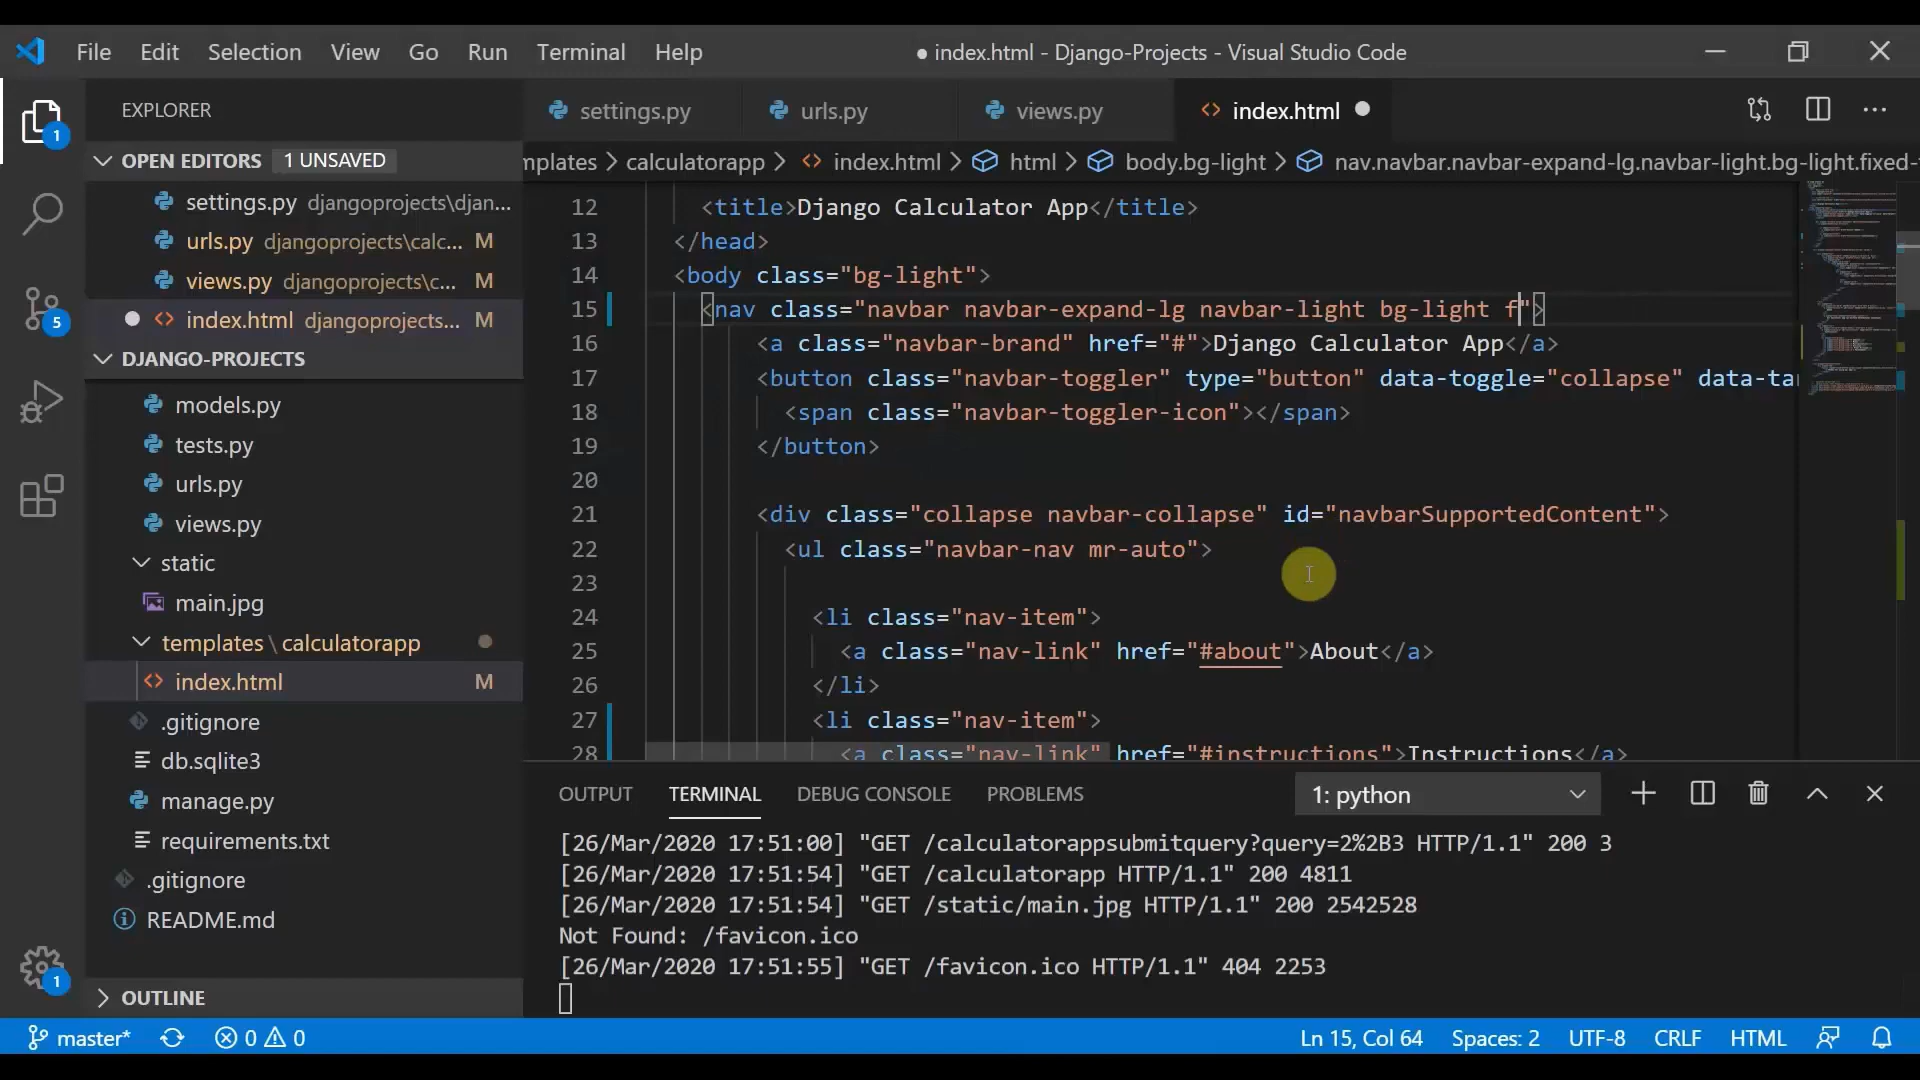 File Edit Selection View Go Run Terminal Help
● index.html - Django-Projects - Visual Studio Code
EXPLORER
OPEN EDITORS 1 UNSAVED
settings.py djangoprojects\djan...
urls.py djangoprojects\calc... M
views.py djangoprojects\c... M
index.html djangoprojects... M
DJANGO-PROJECTS
models.py
tests.py
urls.py
views.py
static
main.jpg
templates \ calculatorapp
index.html M
.gitignore
db.sqlite3
manage.py
requirements.txt
.gitignore
README.md
OUTLINE
1
5
1
settings.py urls.py views.py index.html
mplates > calculatorapp > index.html > html > body.bg-light > nav.navbar.navbar-expand-lg.navbar-light.bg-light.fixed-
12 <title>Django Calculator App</title>
13 </head>
14 <body class="bg-light">
15 <nav class="navbar navbar-expand-lg navbar-light bg-light f">
16 <a class="navbar-brand" href="#">Django Calculator App</a>
17 <button class="navbar-toggler" type="button" data-toggle="collapse" data-tar
18 <span class="navbar-toggler-icon"></span>
19 </button>
20
21 <div class="collapse navbar-collapse" id="navbarSupportedContent">
22 <ul class="navbar-nav mr-auto">
23
24 <li class="nav-item">
25 <a class="nav-link" href="#about">About</a>
26 </li>
27 <li class="nav-item">
28 <a class="nav-link" href="#instructions">Instructions</a>
OUTPUT TERMINAL DEBUG CONSOLE PROBLEMS 1: python
[26/Mar/2020 17:51:00] "GET /calculatorappsubmitquery?query=2%2B3 HTTP/1.1" 200 3
[26/Mar/2020 17:51:54] "GET /calculatorapp HTTP/1.1" 200 4811
[26/Mar/2020 17:51:54] "GET /static/main.jpg HTTP/1.1" 200 2542528
Not Found: /favicon.ico
[26/Mar/2020 17:51:55] "GET /favicon.ico HTTP/1.1" 404 2253
master* 0 0 Ln 15, Col 64 Spaces: 2 UTF-8 CRLF HTML